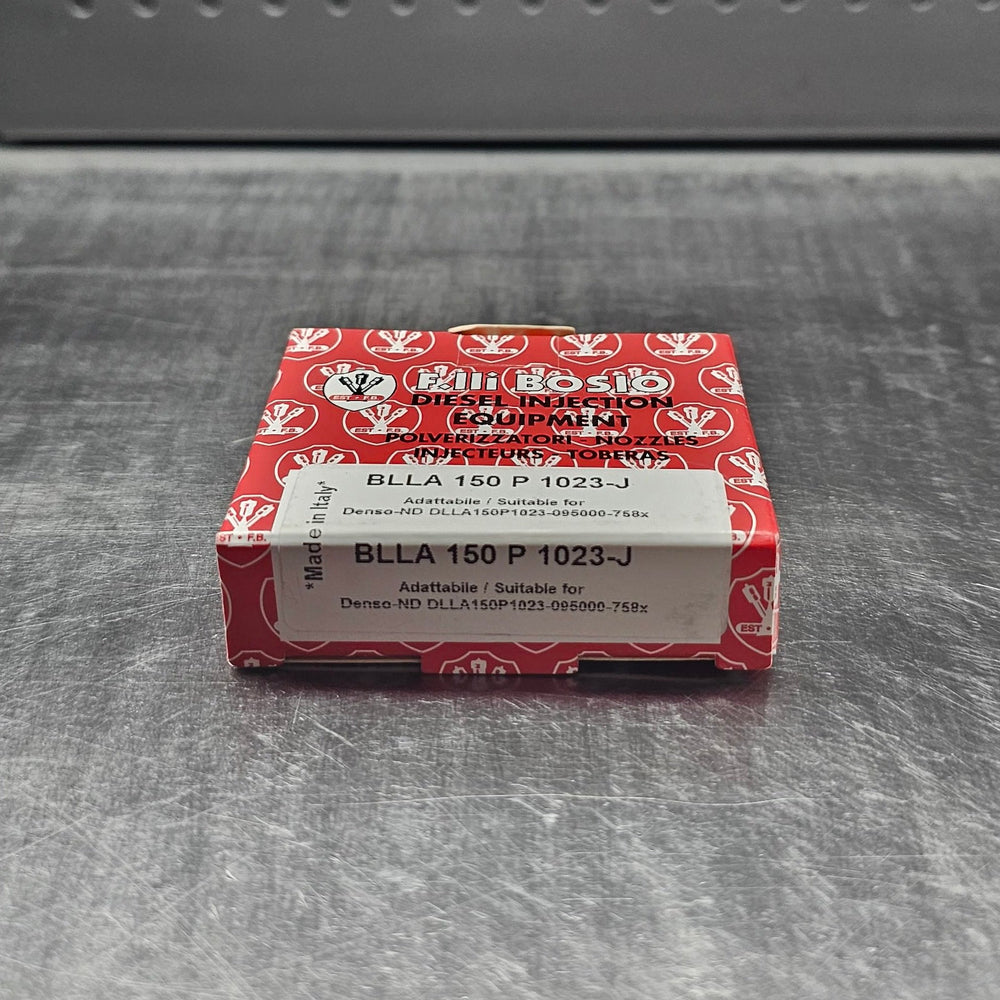 F.lli BOSIO
DIESEL INJECTION
EQUIPMENT
POLVERIZZATORI - NOZZLES
INJECTEURS - TOBERAS
EST • F.B.
*Made in Italy*
BLLA 150 P 1023-J
Adattabile / Suitable for
Denso-ND DLLA150P1023-095000-758x
BLLA 150 P 1023-J
Adattabile / Suitable for
Denso-ND DLLA150P1023-095000-758x